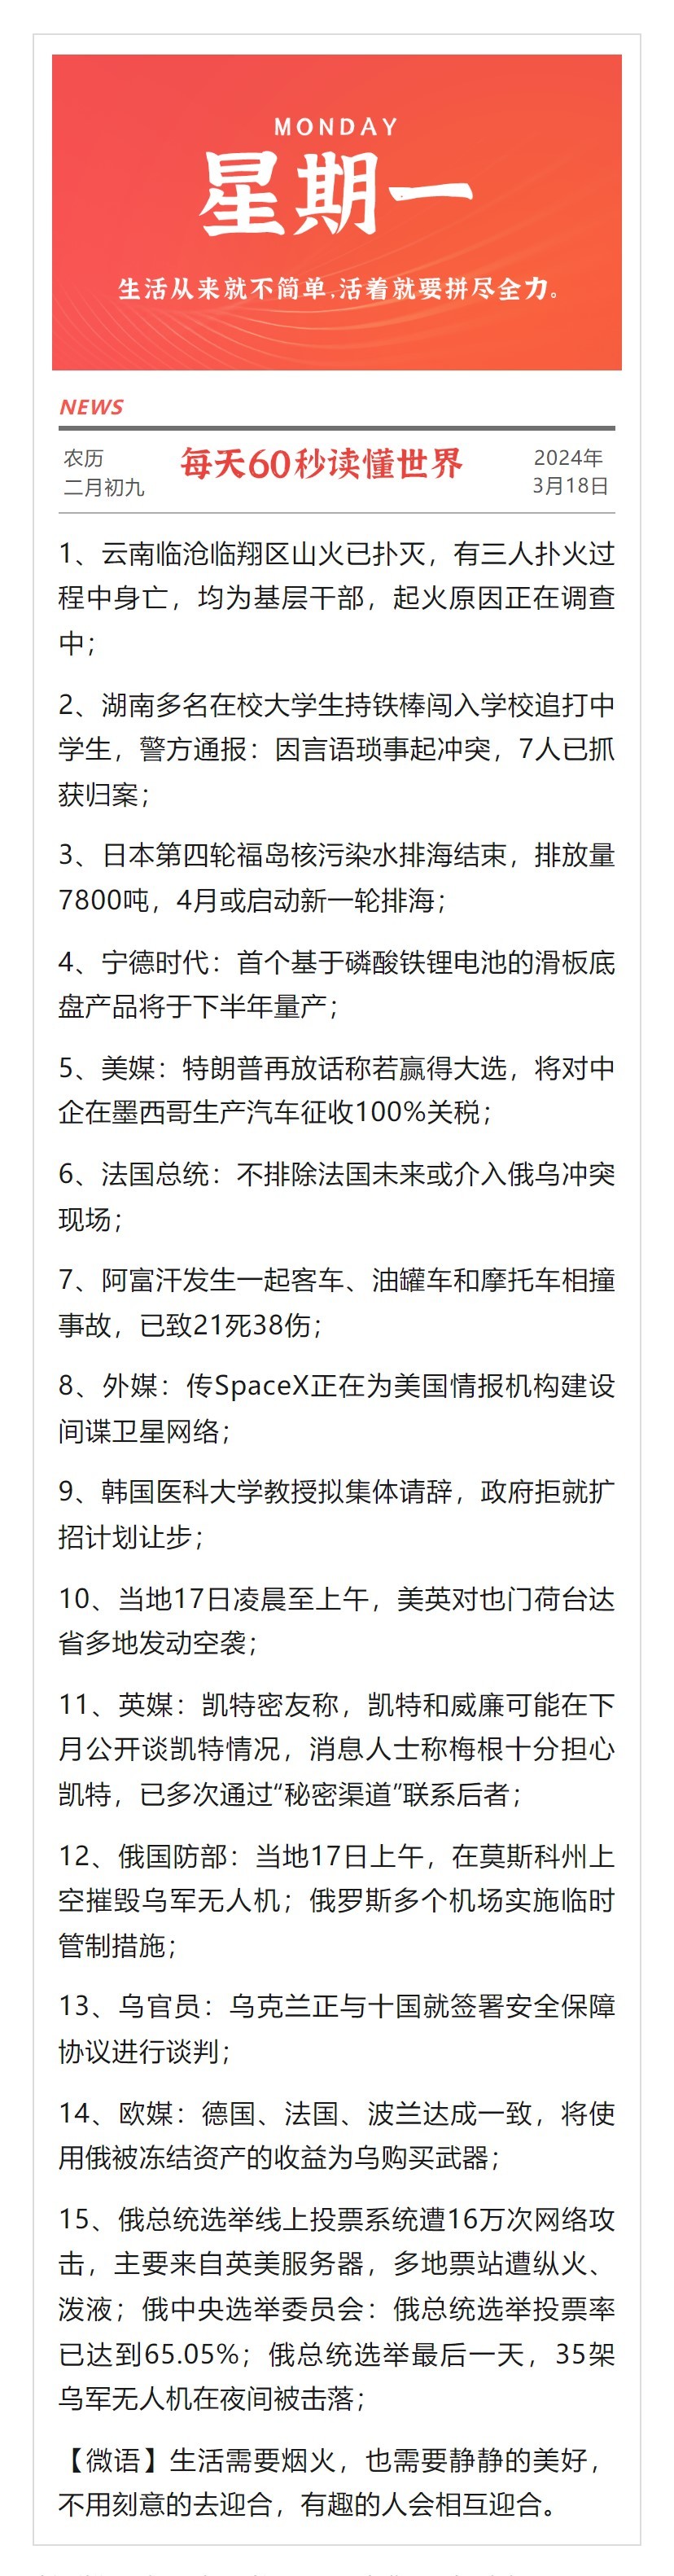 MONDAY
星期一
生活从来就不简单,活着就要拼尽全力。
NEWS
农历
二月初九
每天60秒读懂世界
2024年
3月18日
1、云南临沧临翔区山火已扑灭，有三人扑火过
程中身亡，均为基层干部，起火原因正在调查
中；
2、湖南多名在校大学生持铁棒闯入学校追打中
学生，警方通报：因言语琐事起冲突，7人已抓
获归案；
3、日本第四轮福岛核污染水排海结束，排放量
7800吨，4月或启动新一轮排海；
4、宁德时代：首个基于磷酸铁锂电池的滑板底
盘产品将于下半年量产；
5、美媒：特朗普再放话称若赢得大选，将对中
企在墨西哥生产汽车征收100%关税；
6、法国总统：不排除法国未来或介入俄乌冲突
现场；
7、阿富汗发生一起客车、油罐车和摩托车相撞
事故，已致21死38伤；
8、外媒：传SpaceX正在为美国情报机构建设
间谍卫星网络；
9、韩国医科大学教授拟集体请辞，政府拒就扩
招计划让步；
10、当地17日凌晨至上午，美英对也门荷台达
省多地发动空袭；
11、英媒：凯特密友称，凯特和威廉可能在下
月公开谈凯特情况，消息人士称梅根十分担心
凯特，已多次通过“秘密渠道”联系后者；
12、俄国防部：当地17日上午，在莫斯科州上
空摧毁乌军无人机；俄罗斯多个机场实施临时
管制措施；
13、乌官员：乌克兰正与十国就签署安全保障
协议进行谈判；
14、欧媒：德国、法国、波兰达成一致，将使
用俄被冻结资产的收益为乌购买武器；
15、俄总统选举线上投票系统遭16万次网络攻
击，主要来自英美服务器，多地票站遭纵火、
泼液；俄中央选举委员会：俄总统选举投票率
已达到65.05%；俄总统选举最后一天，35架
乌军无人机在夜间被击落；
【微语】生活需要烟火，也需要静静的美好，
不用刻意的去迎合，有趣的人会相互迎合。